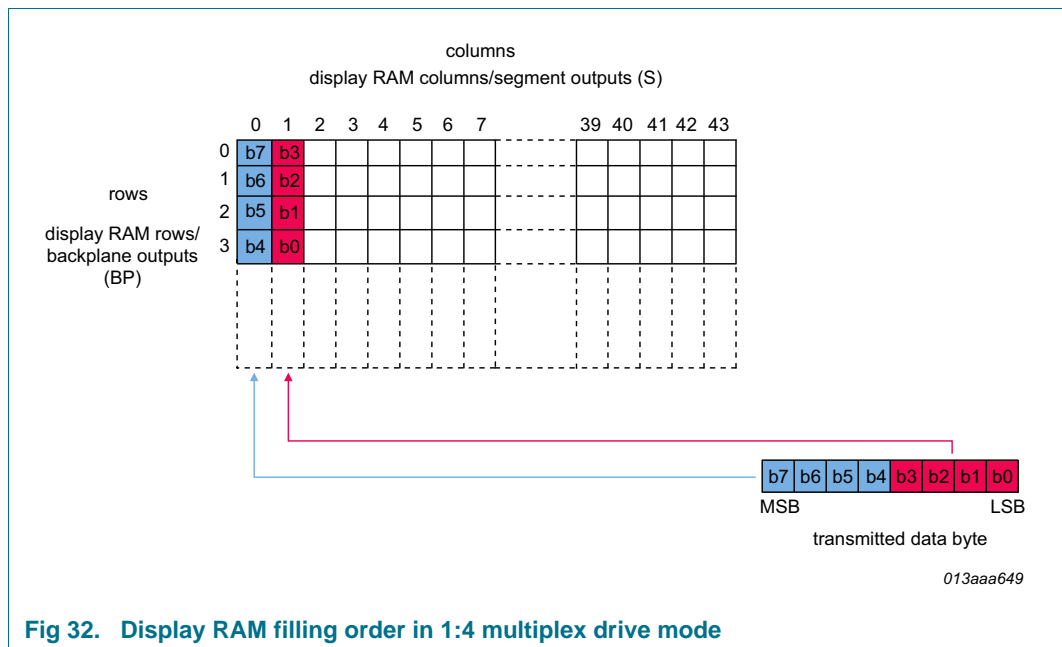 columns
display RAM columns/segment outputs (S)
0 1 2 3 4 5 6 7 39 40 41 42 43
0 b7 b3
1 b6 b2
rows
2 b5 b1
display RAM rows/
3 b4 b0
backplane outputs
(BP)
b7 b6 b5 b4 b3 b2 b1 b0
MSB LSB
transmitted data byte
013aaa649
Fig 32. Display RAM filling order in 1:4 multiplex drive mode